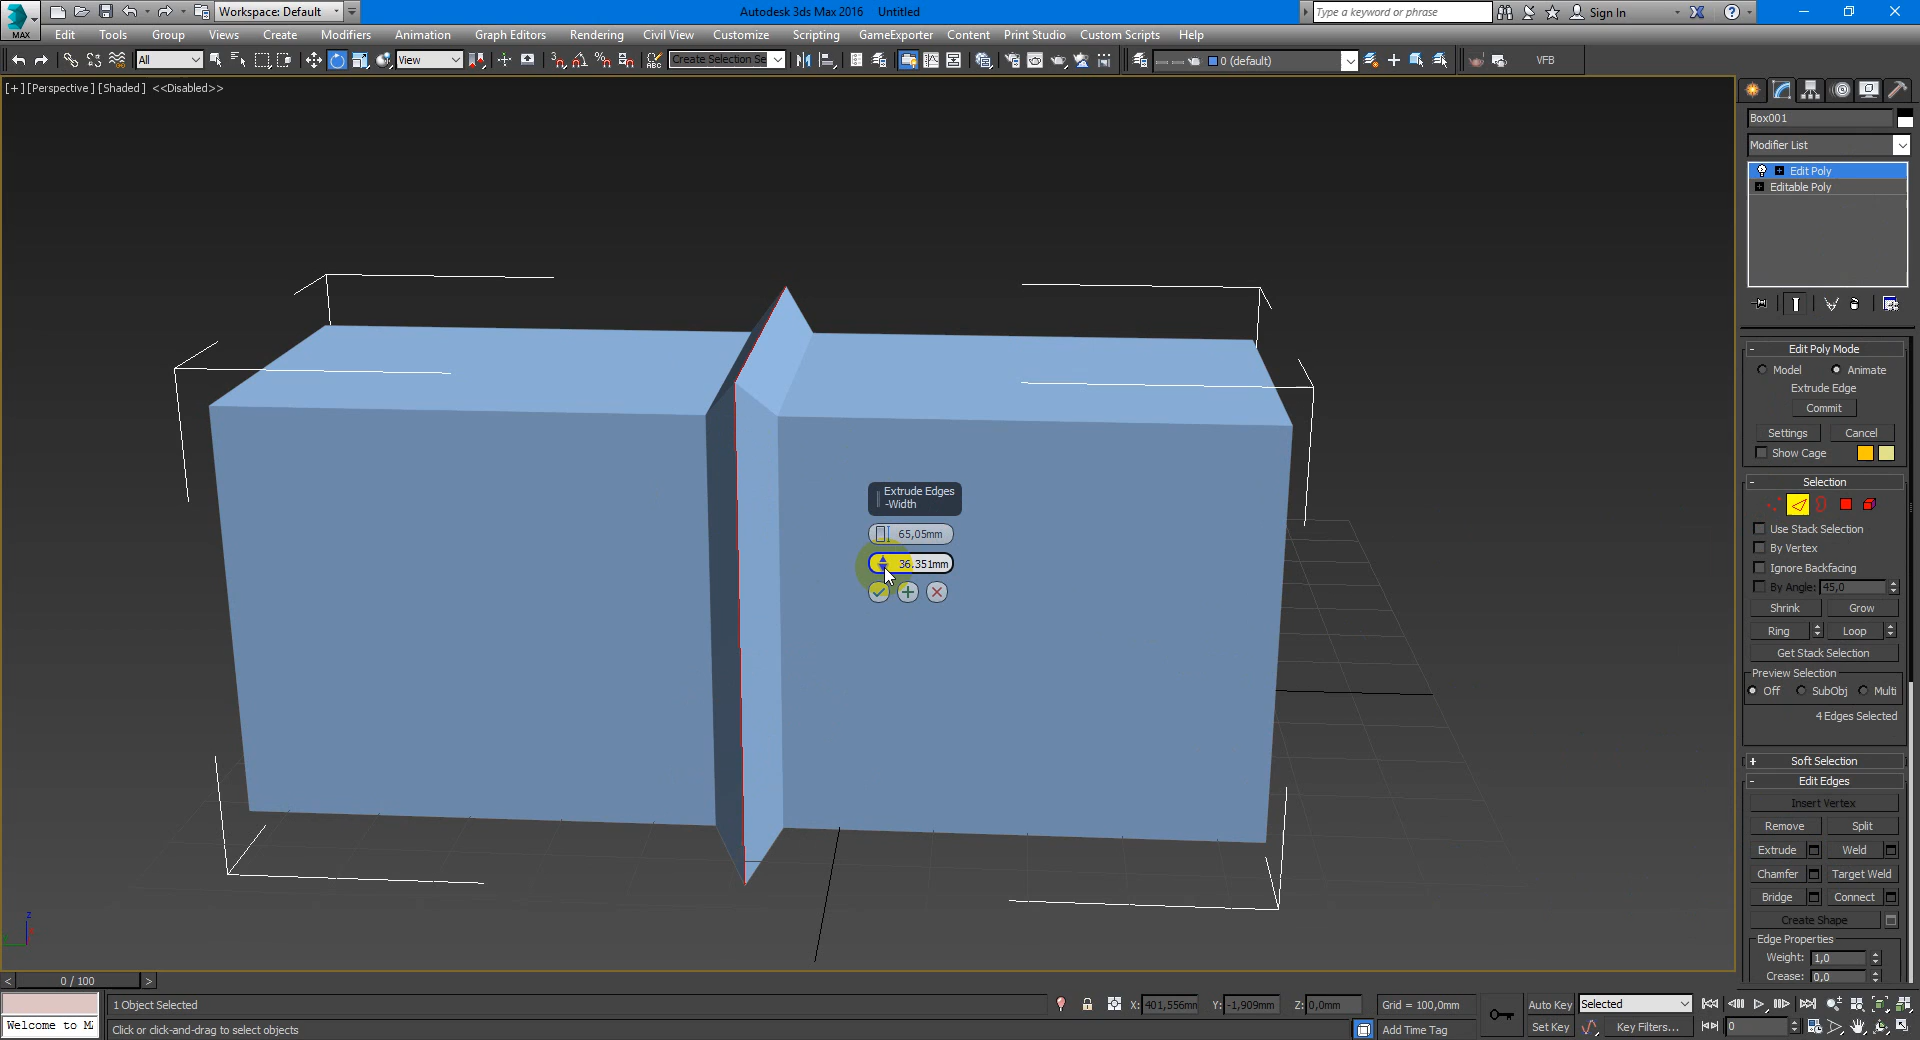 Workspace: Default
Autodesk 3ds Max 2016    Untitled
Type a keyword or phrase
Sign In
MAX
Edit
Tools
Group
Views
Create
Modifiers
Animation
Graph Editors
Rendering
Civil View
Customize
Scripting
GameExporter
Content
Print Studio
Custom Scripts
Help
All
View
Create Selection Se
0 (default)
VFB
[+] [Perspective] [Shaded] <<Disabled>>
Box001
Modifier List
Edit Poly
Editable Poly
Edit Poly Mode
Model
Animate
Extrude Edge
Commit
Settings
Cancel
Show Cage
Selection
Use Stack Selection
By Vertex
Ignore Backfacing
By Angle: 45,0
Shrink
Grow
Ring
Loop
Get Stack Selection
Preview Selection
Off
SubObj
Multi
4 Edges Selected
Soft Selection
Edit Edges
Insert Vertex
Remove
Split
Extrude
Weld
Chamfer
Target Weld
Bridge
Connect
Create Shape
Edge Properties
Weight: 1,0
Crease: 0,0
Extrude Edges
-Width
65,05mm
36.351mm
z
< 0 / 100 >
Welcome to M
1 Object Selected
Click or click-and-drag to select objects
X: 401,556mm
Y: -1,909mm
Z: 0,0mm
Grid = 100,0mm
Add Time Tag
Auto Key
Selected
Set Key
Key Filters...
0